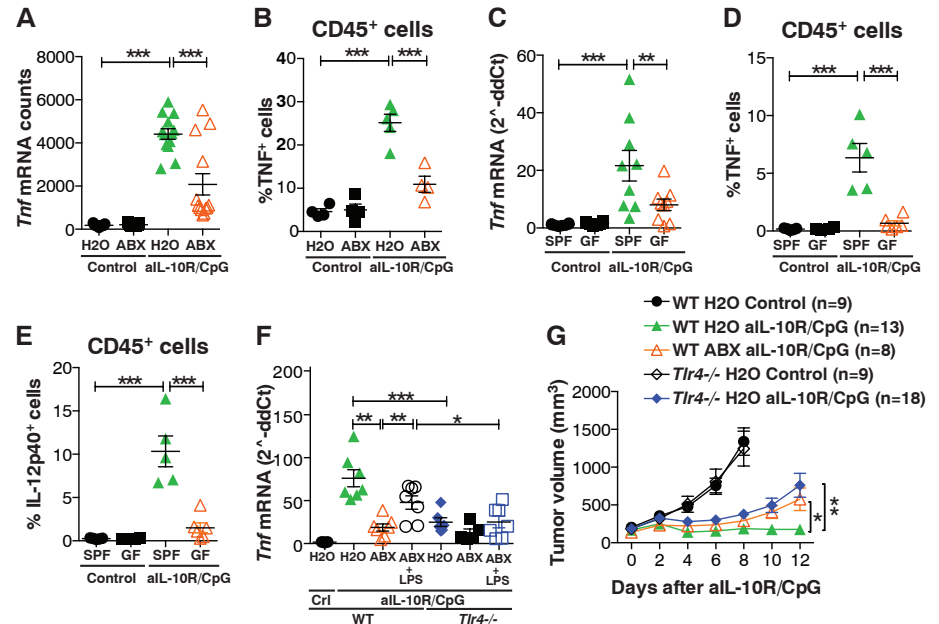 A
Tnf mRNA counts
8000
6000
4000
2000
0
***
***
H2O ABX H2O ABX
Control aIL-10R/CpG
B
CD45+ cells
%TNF+ cells
40
30
20
10
0
***
***
H2O ABX H2O ABX
Control aIL-10R/CpG
C
Tnf mRNA (2^-ddCt)
60
40
20
0
***
**
SPF GF SPF GF
Control aIL-10R/CpG
D
CD45+ cells
%TNF+ cells
15
10
5
0
***
***
SPF GF SPF GF
Control aIL-10R/CpG
E
CD45+ cells
% IL-12p40+ cells
20
15
10
5
0
***
***
SPF GF SPF GF
Control aIL-10R/CpG
F
Tnf mRNA (2^-ddCt)
200
150
100
50
0
***
**
**
*
H2O H2O ABX ABX + LPS H2O ABX ABX + LPS
Crl aIL-10R/CpG
WT Tlr4-/-
WT H2O Control (n=9)
WT H2O aIL-10R/CpG (n=13)
WT ABX aIL-10R/CpG (n=8)
Tlr4-/- H2O Control (n=9)
Tlr4-/- H2O aIL-10R/CpG (n=18)
G
Tumor volume (mm3)
2000
1500
1000
500
0
*
**
0 2 4 6 8 10 12
Days after aIL-10R/CpG